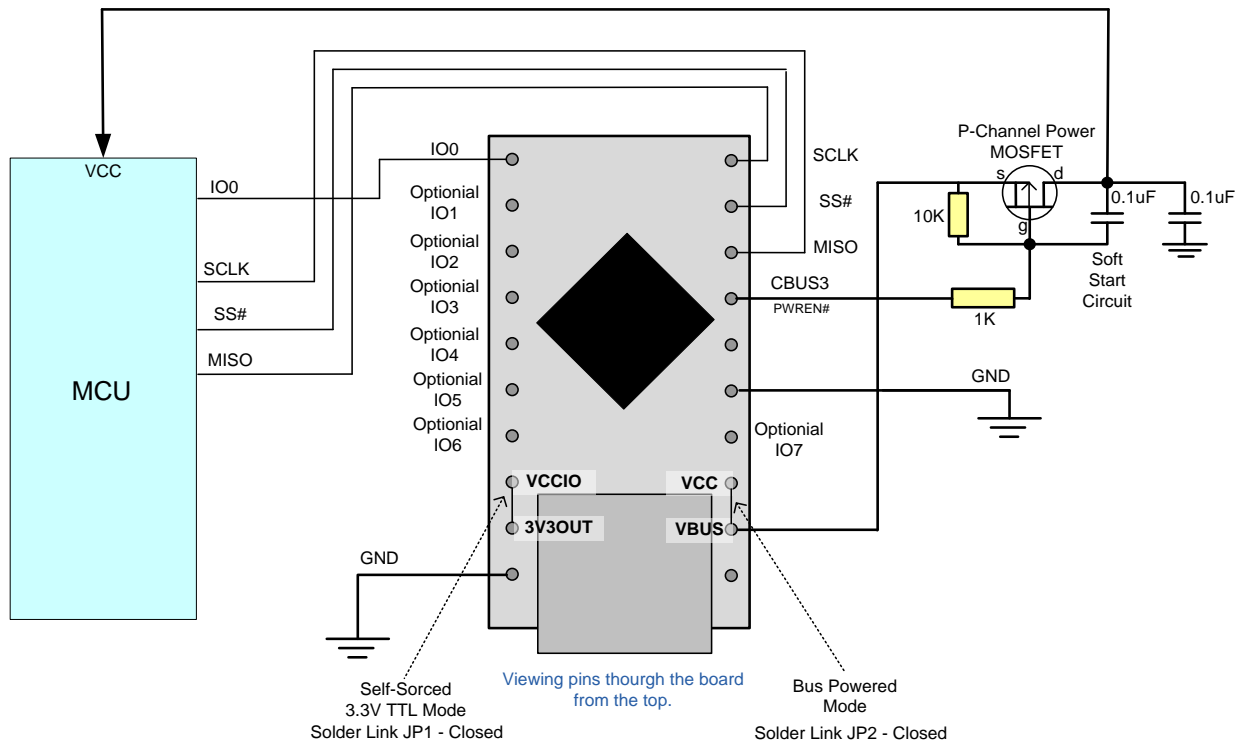 P-Channel Power
MOSFET
VCC
IO0
SCLK
SS#
MISO
MCU
IO0
Optionial
IO1
Optionial
IO2
Optionial
IO3
Optionial
IO4
Optionial
IO5
Optionial
IO6
VCCIO
3V3OUT
GND
SCLK
SS#
MISO
CBUS3
PWREN#
GND
Optionial
IO7
VCC
VBUS
s
d
g
10K
1K
0.1uF
0.1uF
Soft
Start
Circuit
Self-Sorced
3.3V TTL Mode
Solder Link JP1 - Closed
Viewing pins thourgh the board
from the top.
Bus Powered
Mode
Solder Link JP2 - Closed